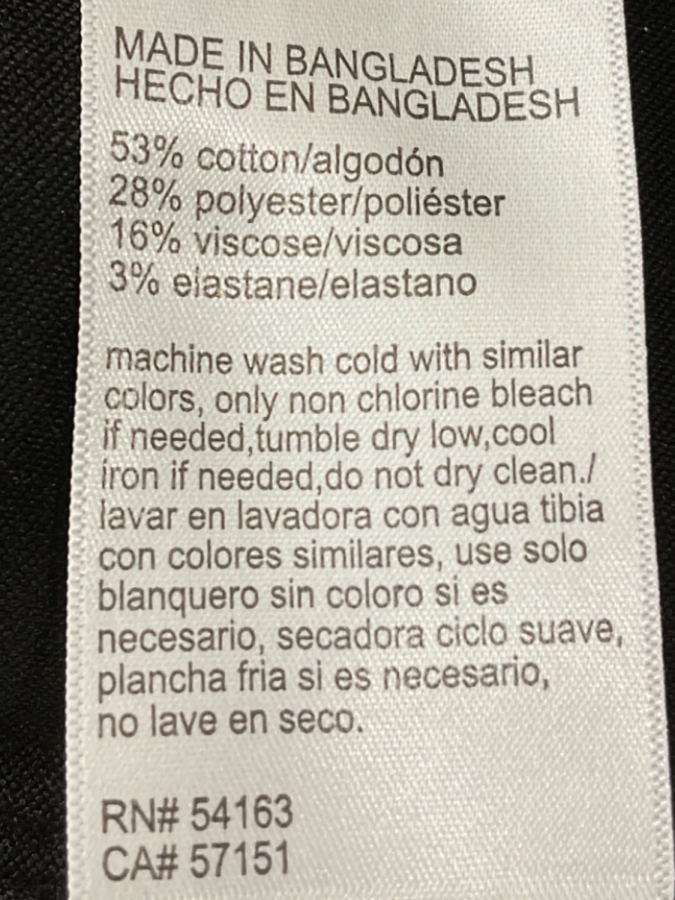 MADE IN BANGLADESH
HECHO EN BANGLADESH
53% cotton/algodón
28% polyester/poliéster
16% viscose/viscosa
3% elastane/elastano
machine wash cold with similar
colors, only non chlorine bleach
if needed,tumble dry low,cool
iron if needed,do not dry clean./
lavar en lavadora con agua tibia
con colores similares, use solo
blanquero sin coloro si es
necesario, secadora ciclo suave,
plancha fria si es necesario,
no lave en seco.
RN# 54163
CA# 57151